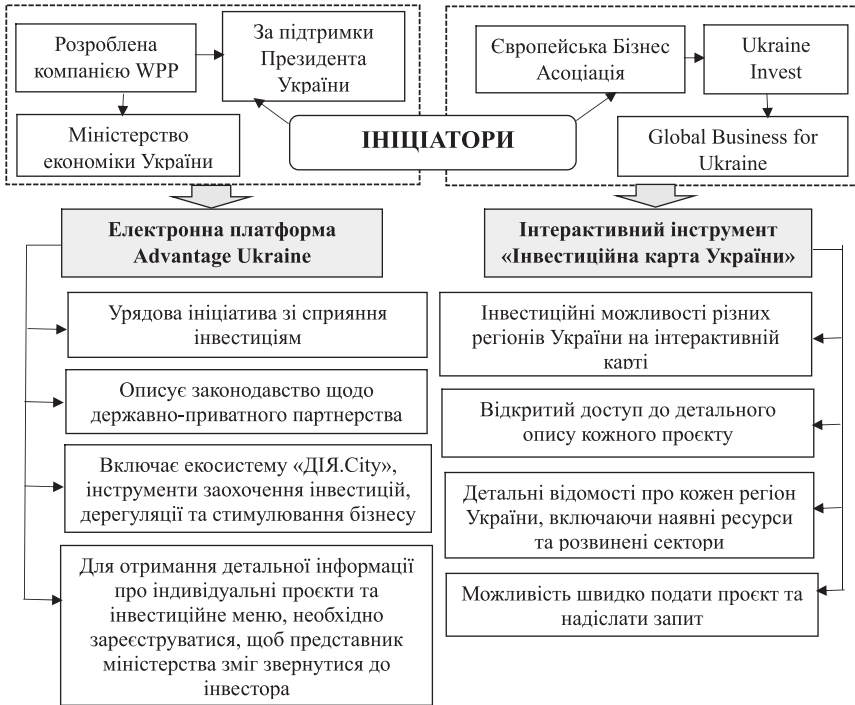 Розроблена
компанією WPP
За підтримки
Президента
України
Міністерство
економіки України
ІНІЦІАТОРИ
Європейська Бізнес
Асоціація
Ukraine
Invest
Global Business for
Ukraine
Електронна платформа
Advantage Ukraine
Урядова ініціатива зі сприяння
інвестиціям
Описує законодавство щодо
державно-приватного партнерства
Включає екосистему «ДІЯ.City»,
інструменти заохочення інвестицій,
дерегуляції та стимулювання бізнесу
Для отримання детальної інформації
про індивідуальні проєкти та
інвестиційне меню, необхідно
зареєструватися, щоб представник
міністерства зміг звернутися до
інвестора
Інтерактивний інструмент
«Інвестиційна карта України»
Інвестиційні можливості різних
регіонів України на інтерактивній
карті
Відкритий доступ до детального
опису кожного проєкту
Детальні відомості про кожен регіон
України, включаючи наявні ресурси
та розвинені сектори
Можливість швидко подати проєкт та
надіслати запит